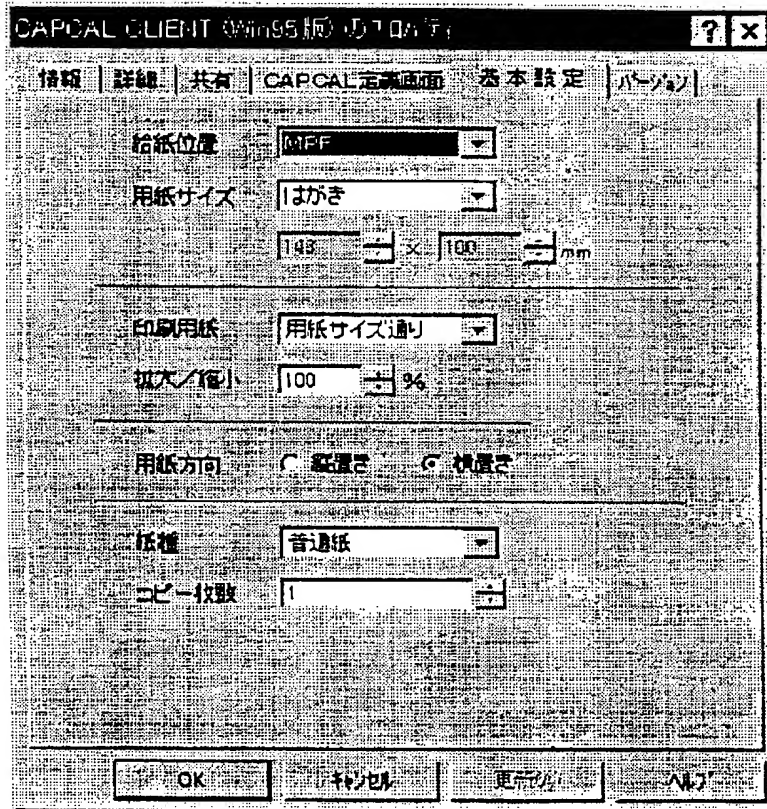 CAPCAL CLIENT (Win95版) のプロパティ
情報 詳細 共有 CAPCAL定義画面 基本設定 バージョン
給紙位置 MPF
用紙サイズ はがき
148 × 100 mm
印刷用紙 用紙サイズ通り
拡大/縮小 100 %
用紙方向 縦置き 横置き
紙種 普通紙
コピー枚数 1
OK キャンセル ヘルプ